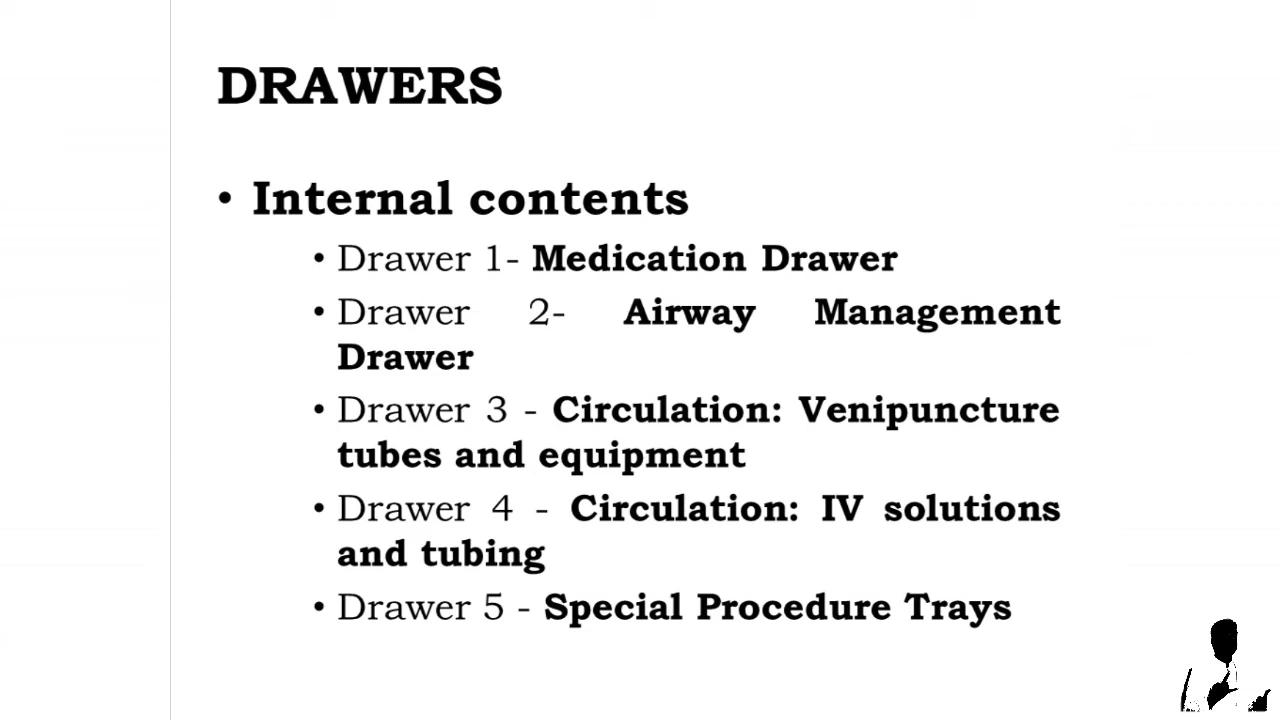 DRAWERS
• Internal contents
• Drawer 1- Medication Drawer
• Drawer 2- Airway Management
Drawer
• Drawer 3 - Circulation: Venipuncture
tubes and equipment
• Drawer 4 - Circulation: IV solutions
and tubing
• Drawer 5 - Special Procedure Trays